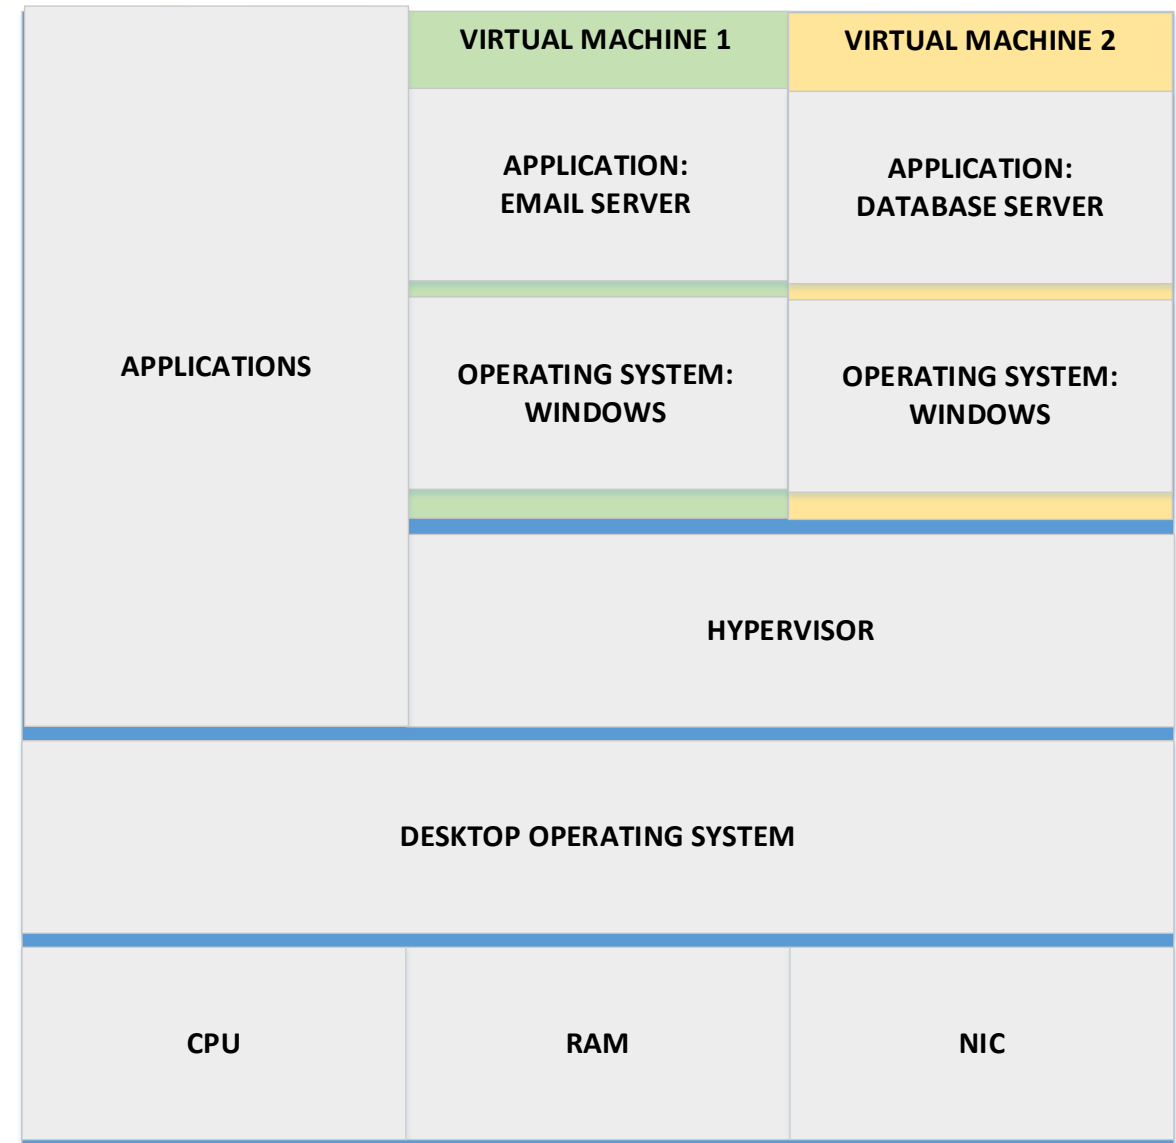 VIRTUAL MACHINE 1
VIRTUAL MACHINE 2
APPLICATION:
EMAIL SERVER
APPLICATION:
DATABASE SERVER
APPLICATIONS
OPERATING SYSTEM:
WINDOWS
OPERATING SYSTEM:
WINDOWS
HYPERVISOR
DESKTOP OPERATING SYSTEM
CPU
RAM
NIC